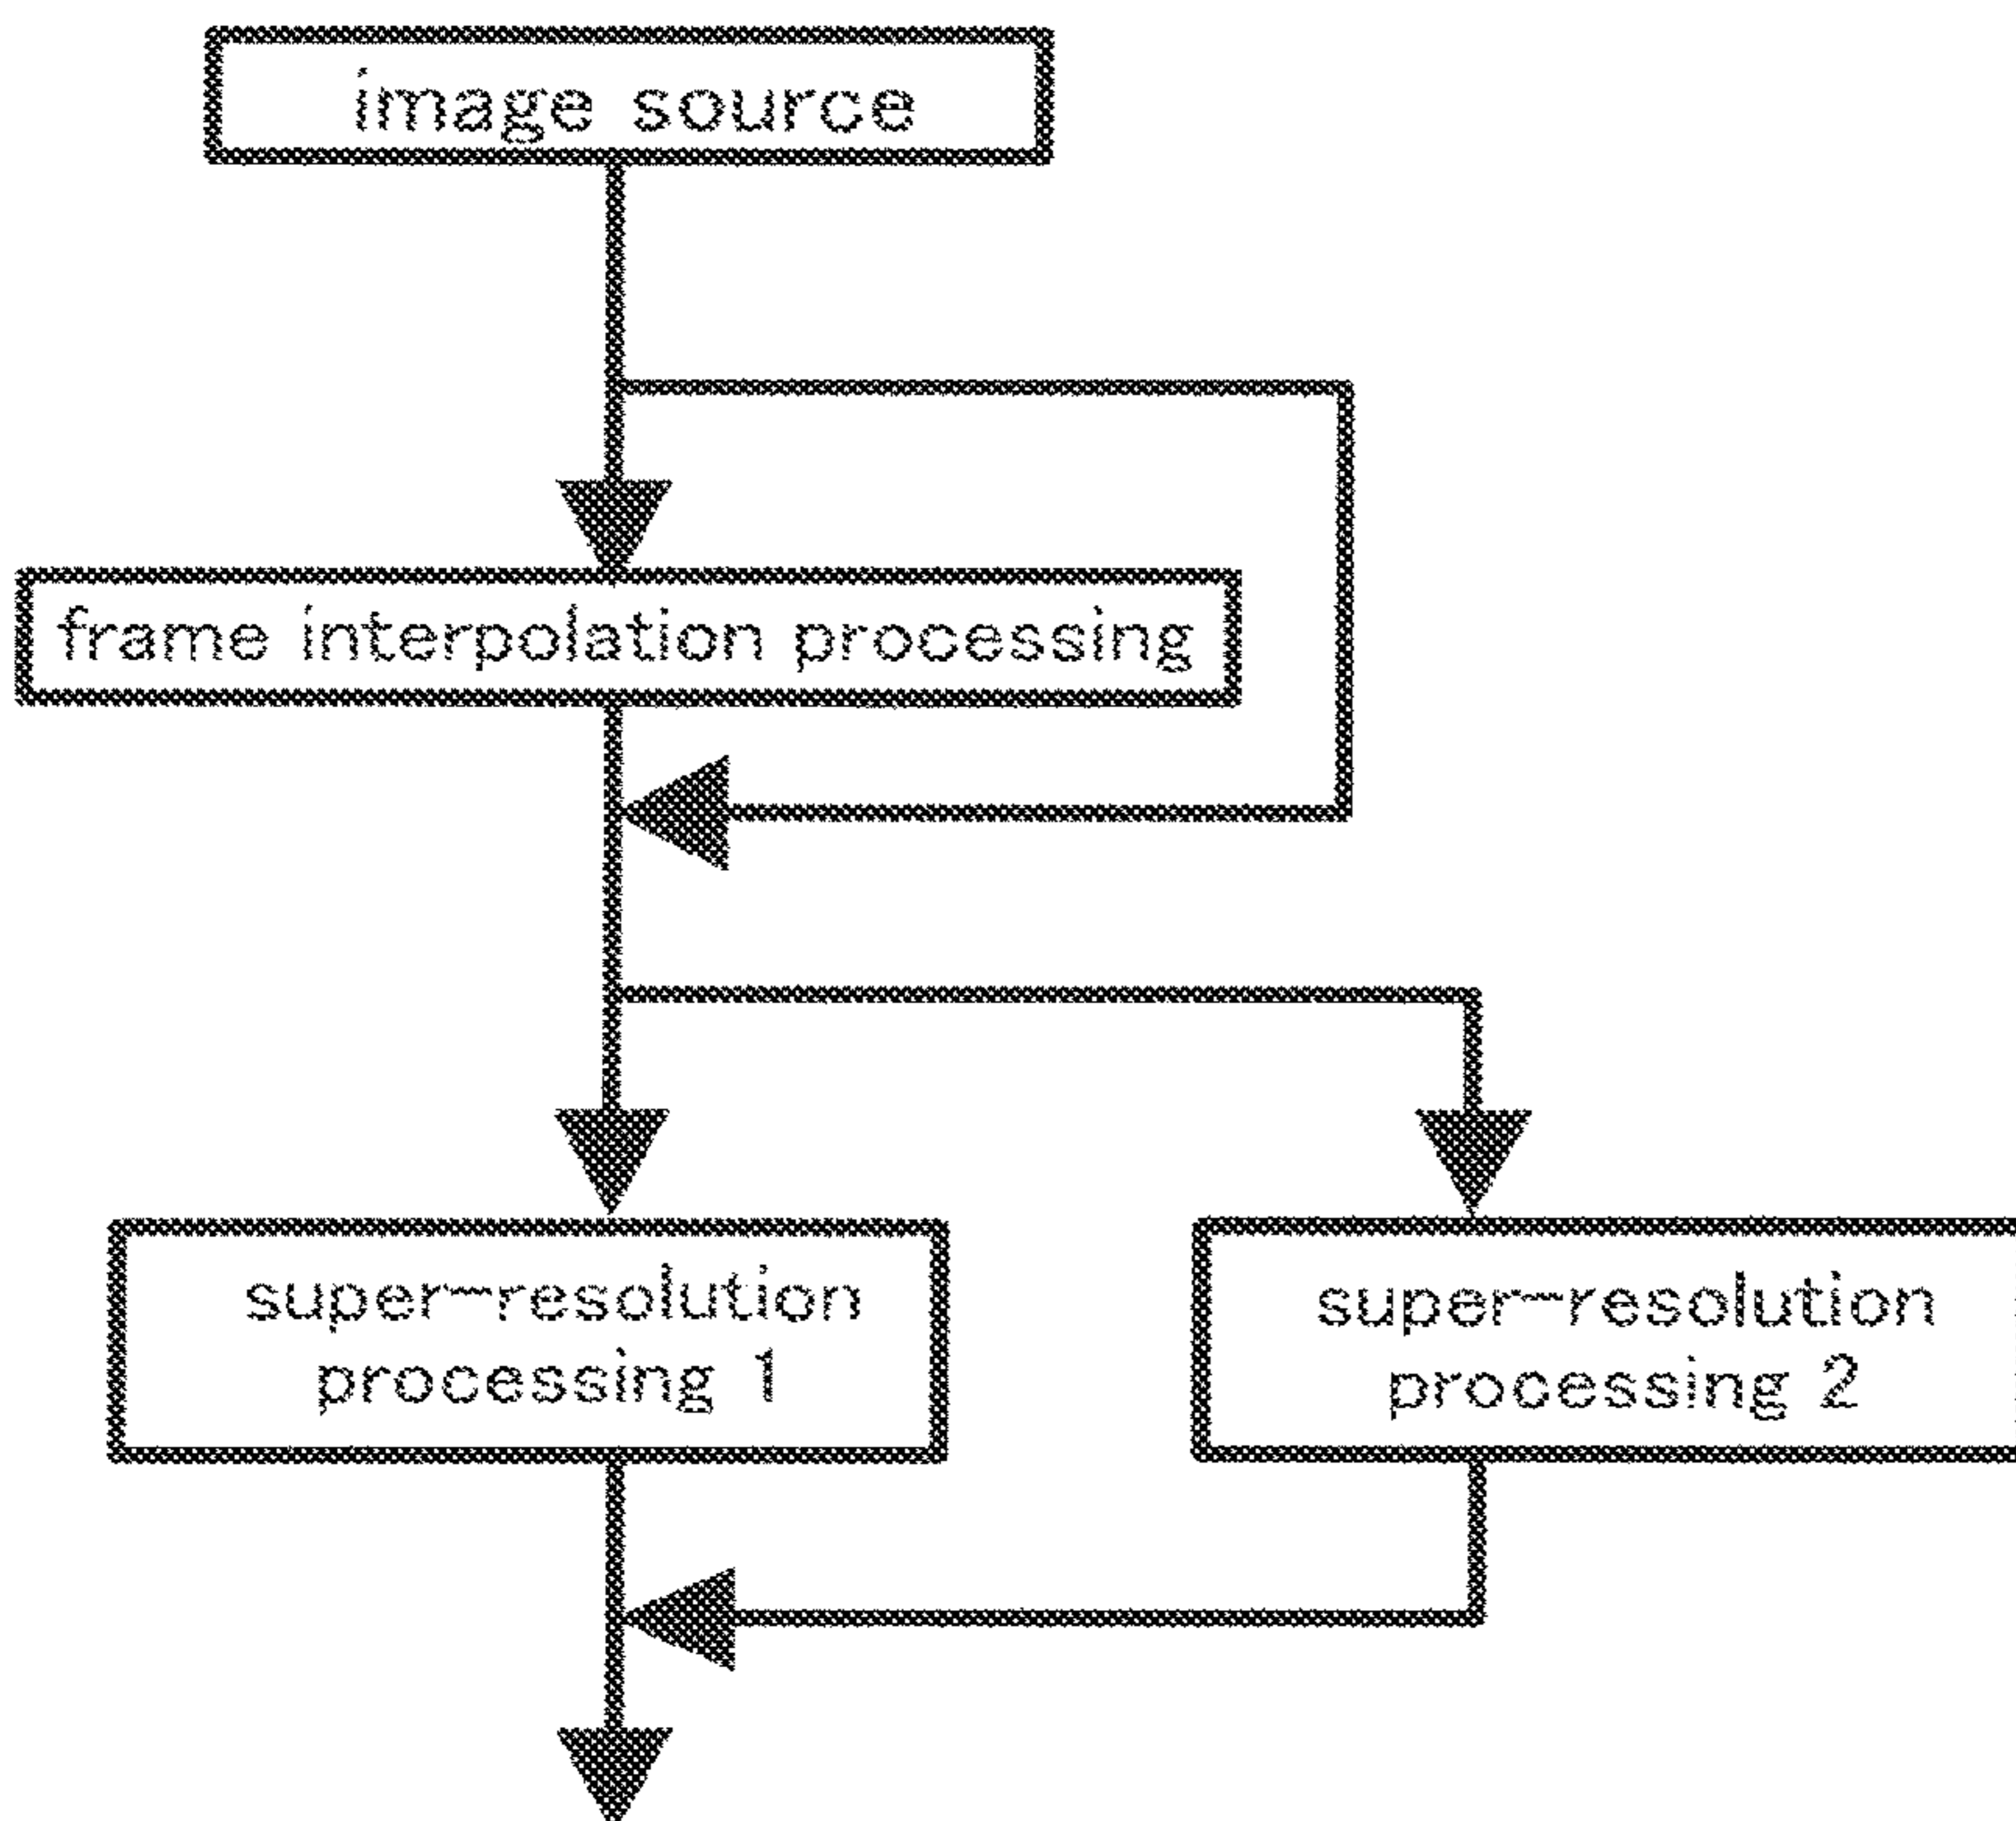 image source
frame interpolation processing
super-resolution
processing 1
super-resolution
processing 2